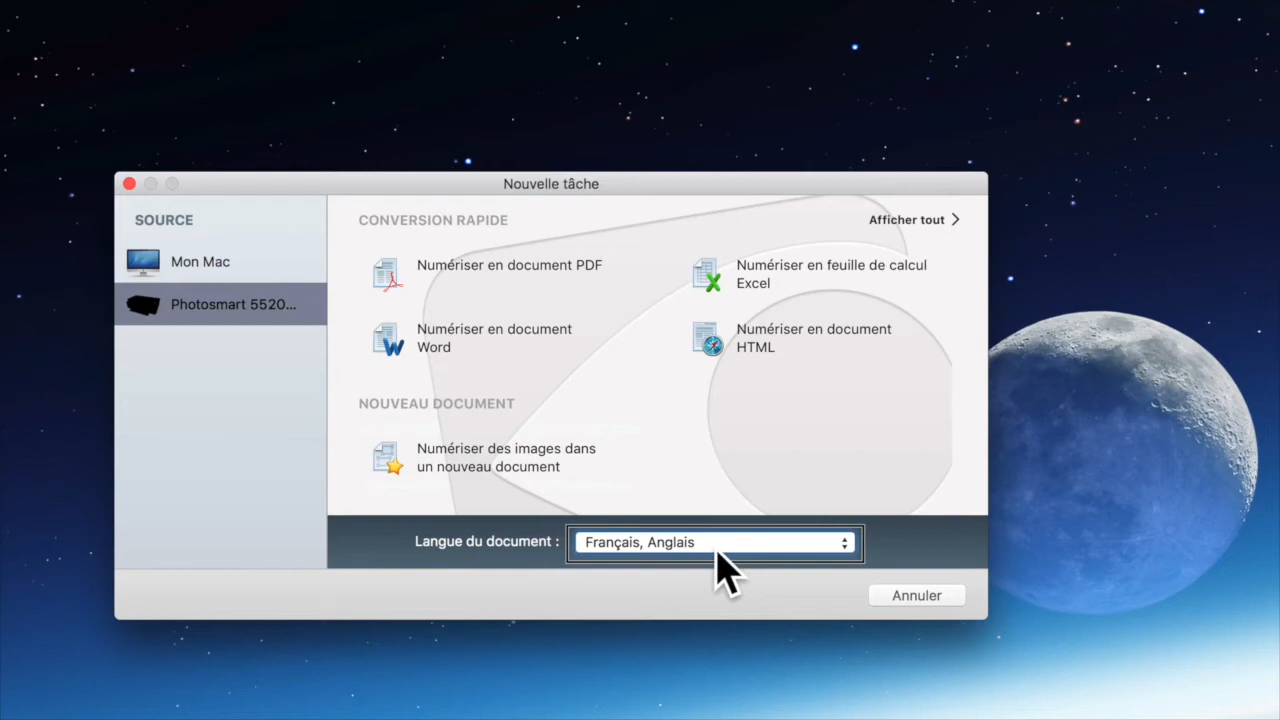 Nouvelle tâche
SOURCE
Mon Mac
Photosmart 5520...
CONVERSION RAPIDE
Afficher tout
Numériser en document PDF
Numériser en feuille de calcul
Excel
Numériser en document
Word
Numériser en document
HTML
NOUVEAU DOCUMENT
Numériser des images dans
un nouveau document
Langue du document :
Français, Anglais
Annuler